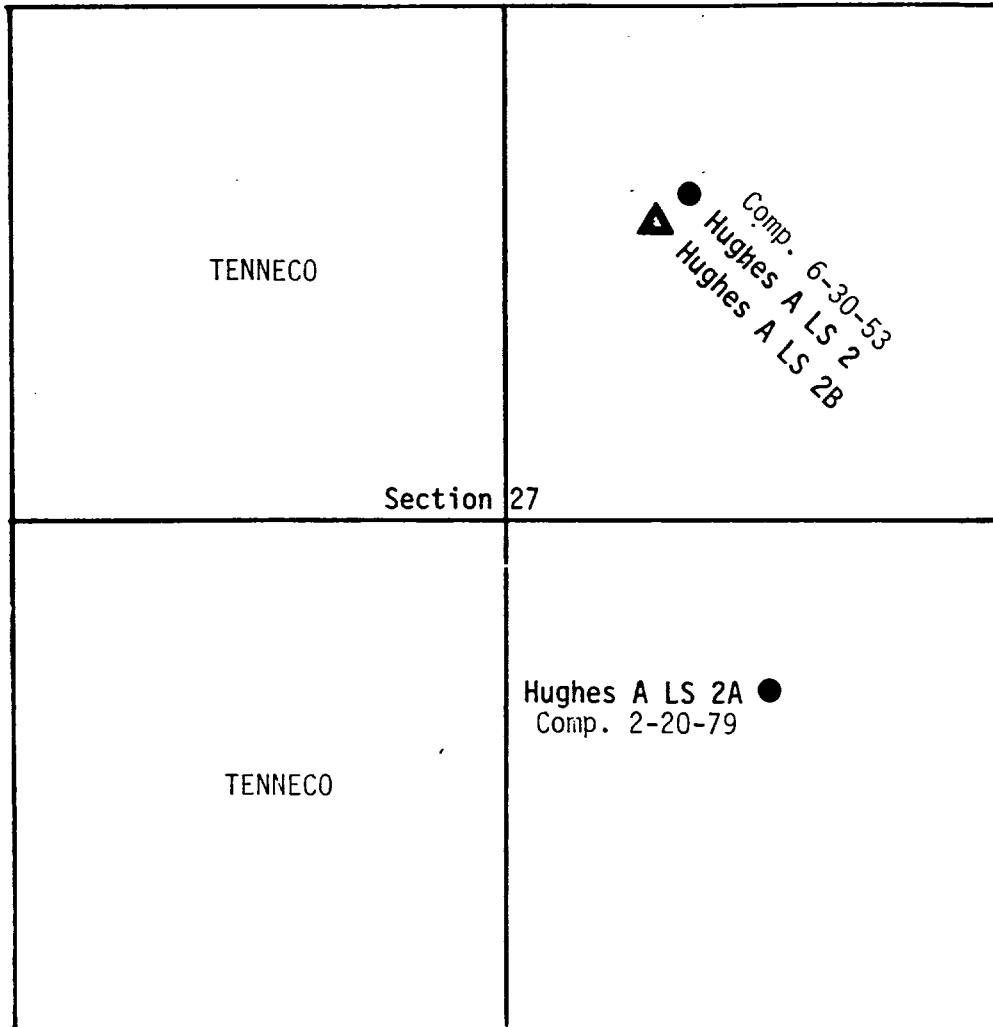 TENNECO
Comp. 6-30-53
Hughes A LS 2
Hughes A LS 2B
Section 27
Hughes A LS 2A
Comp. 2-20-79
TENNECO